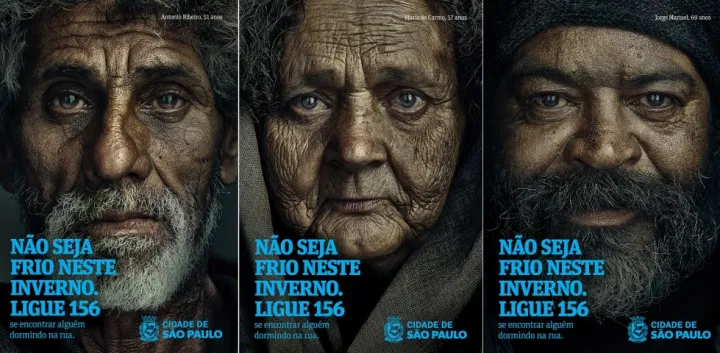 Antonio Ribeiro, 51 anos
NÃO SEJA
FRIO NESTE
INVERNO.
LIGUE 156
se encontrar alguém
dormindo na rua.
CIDADE DE
SÃO PAULO
Maria do Carmo, 57 anos
NÃO SEJA
FRIO NESTE
INVERNO.
LIGUE 156
se encontrar alguém
dormindo na rua.
CIDADE DE
SÃO PAULO
Jorge Manuel, 69 anos
NÃO SEJA
FRIO NESTE
INVERNO.
LIGUE 156
se encontrar alguém
dormindo na rua.
CIDADE DE
SÃO PAULO